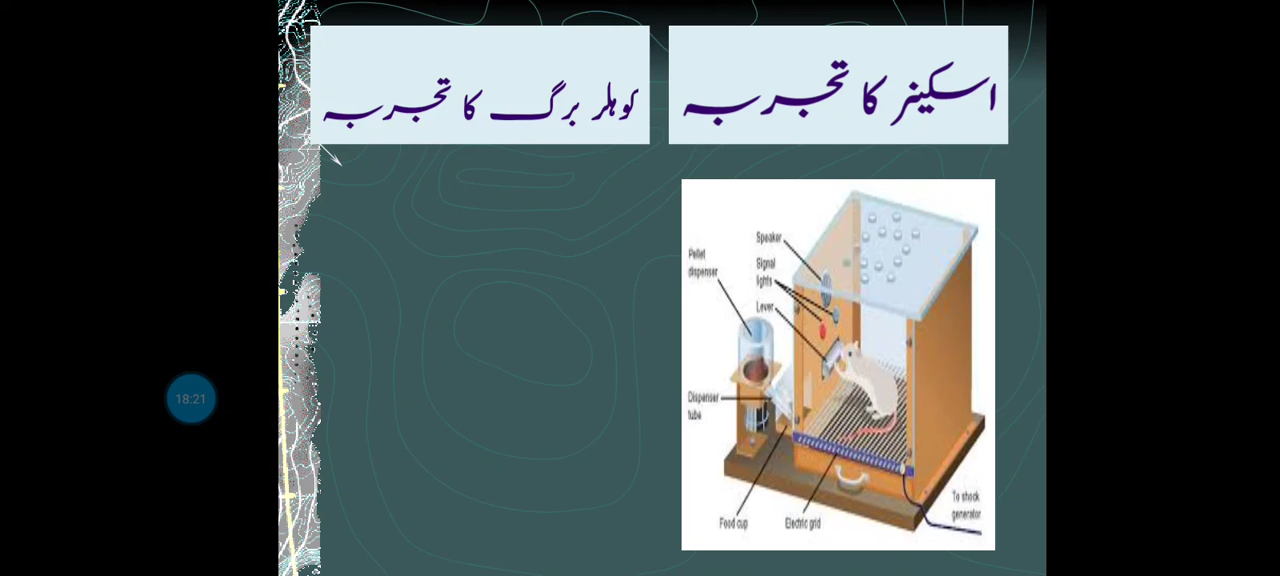 اسکینر کا تجربہ
کوہلر برگ کا تجربہ
Speaker
Pellet
dispenser
Signal
lights
Lever
Dispenser
tube
Food cup
Electric grid
To shock
generator
18:21